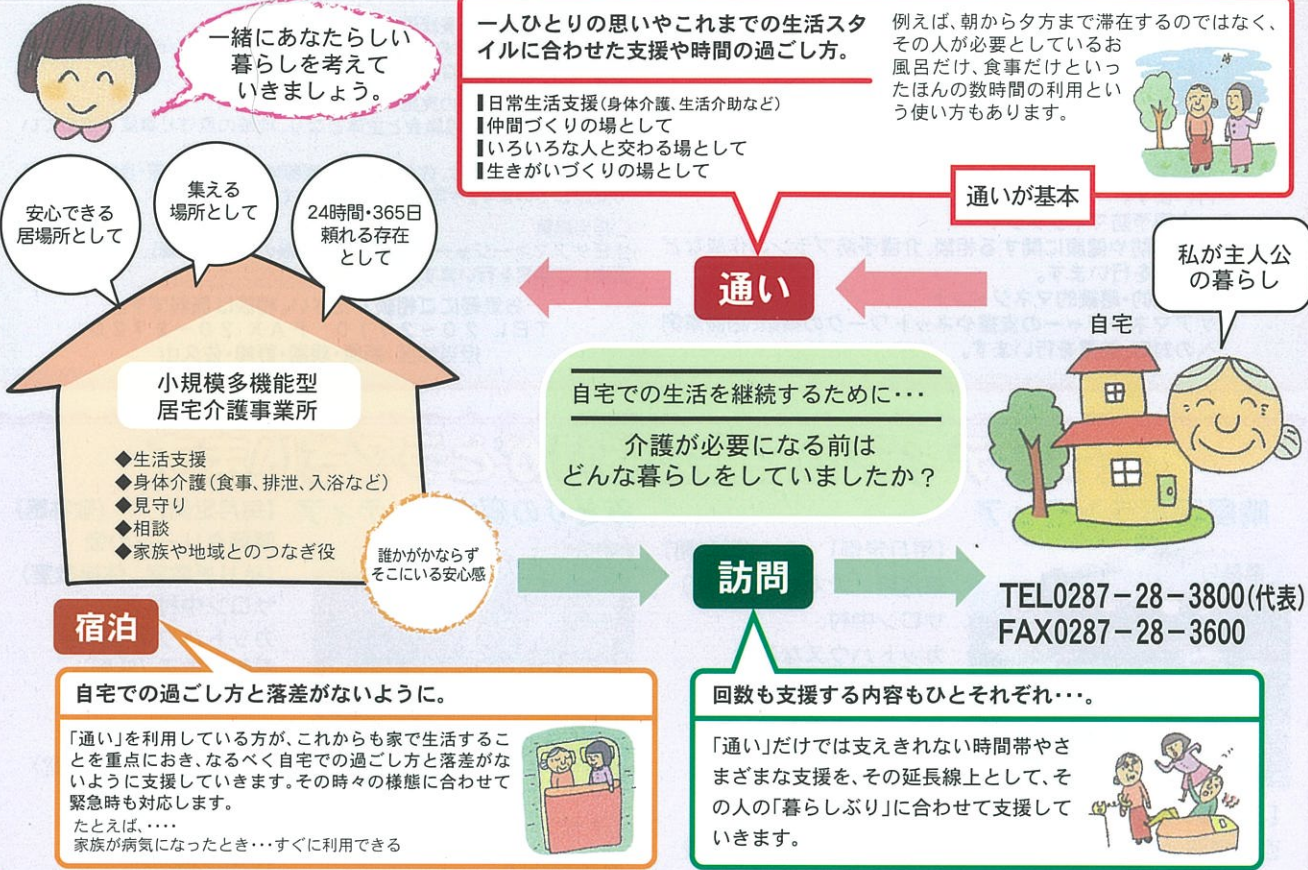 一緒にあなたらしい
暮らしを考えて
いきましょう。
一人ひとりの思いやこれまでの生活スタ
イルに合わせた支援や時間の過ごし方。
▌日常生活支援(身体介護、生活介助など)
▌仲間づくりの場として
▌いろいろな人と交わる場として
▌生きがいづくりの場として
例えば、朝から夕方まで滞在するのではなく、
その人が必要としているお
風呂だけ、食事だけといっ
たほんの数時間の利用とい
う使い方もあります。
通いが基本
安心できる
居場所として
集える
場所として
24時間・365日
頼れる存在
として
通い
私が主人公
の暮らし
自宅
小規模多機能型
居宅介護事業所
◆生活支援
◆身体介護(食事、排泄、入浴など)
◆見守り
◆相談
◆家族や地域とのつなぎ役
自宅での生活を継続するために・・・
介護が必要になる前は
どんな暮らしをしていましたか？
誰かがかならず
そこにいる安心感
訪問
TEL0287－28－3800(代表)
FAX0287－28－3600
宿泊
自宅での過ごし方と落差がないように。
「通い」を利用している方が、これからも家で生活するこ
とを重点におき、なるべく自宅での過ごし方と落差がな
いように支援していきます。その時々の様態に合わせて
緊急時も対応します。
たとえば、・・・・
家族が病気になったとき・・・すぐに利用できる
回数も支援する内容もひとそれぞれ・・・。
「通い」だけでは支えきれない時間帯やさ
まざまな支援を、その延長線上として、そ
の人の「暮らしぶり」に合わせて支援して
いきます。